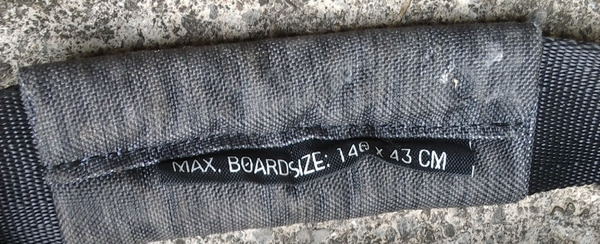 MAX. BOARDSIZE: x 43 CM